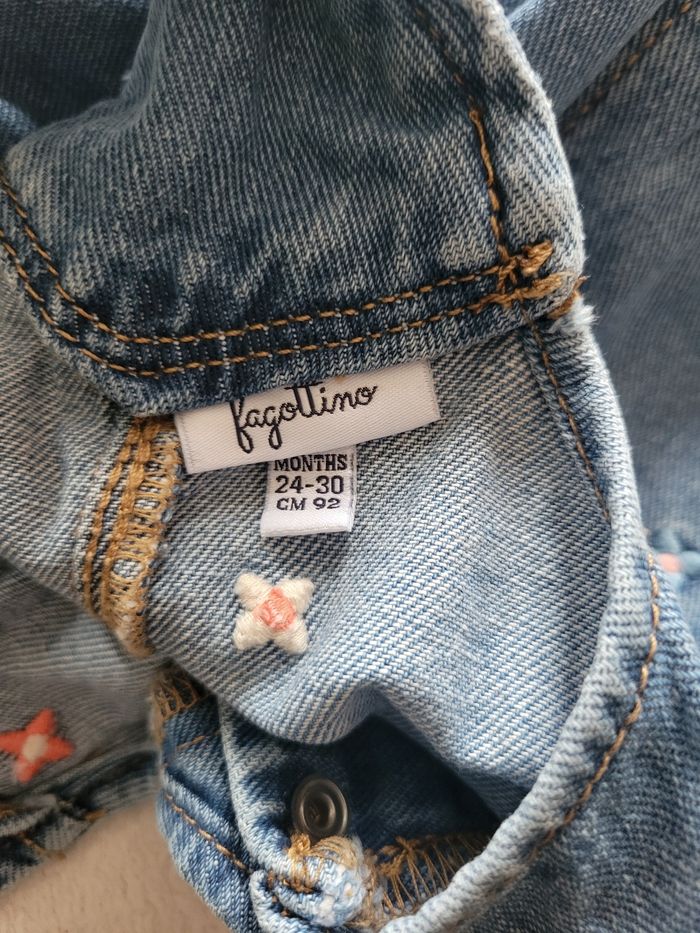 fagottino
MONTHS
24-30
CM 92